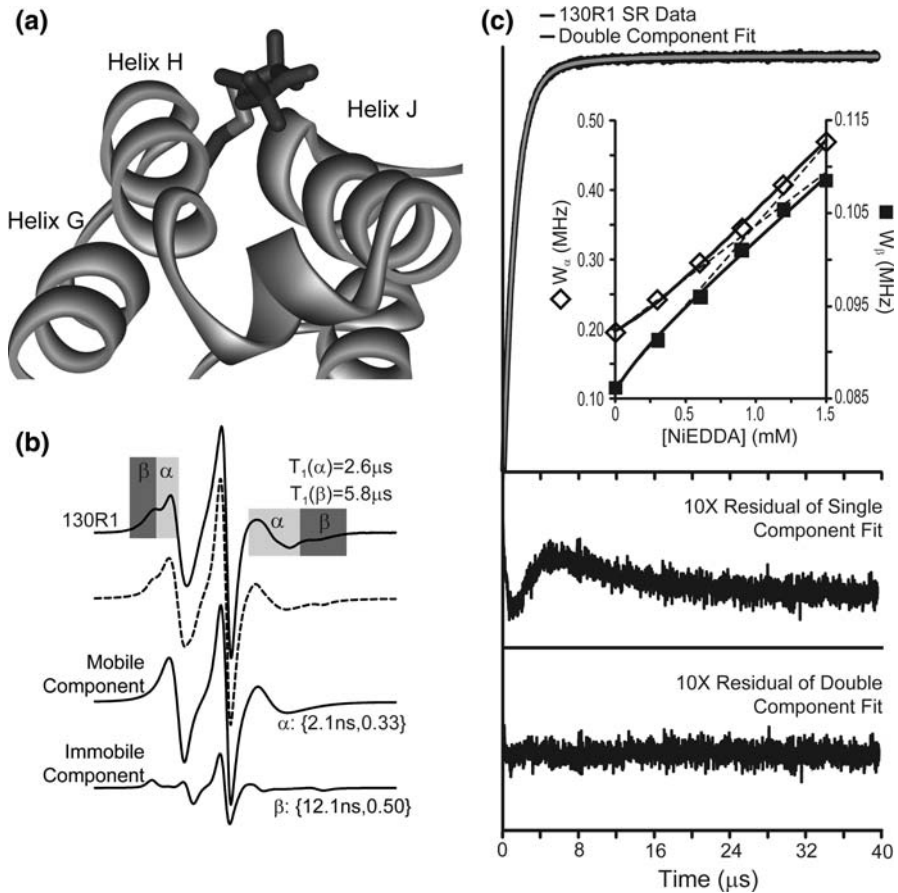 (a)
Helix H
Helix J
Helix G
(b)
β
α
T₁(α)=2.6μs
T₁(β)=5.8μs
130R1
α
β
Mobile
Component
α: {2.1ns,0.33}
Immobile
Component
β: {12.1ns,0.50}
(c)
130R1 SR Data
Double Component Fit
0.50
0.40
0.30
0.20
0.10
W_α (MHz)
0.115
0.105
0.095
0.085
W_β (MHz)
0
0.5
1.0
1.5
[NiEDDA] (mM)
10X Residual of Single
Component Fit
10X Residual of Double
Component Fit
0
8
16
24
32
40
Time (μs)